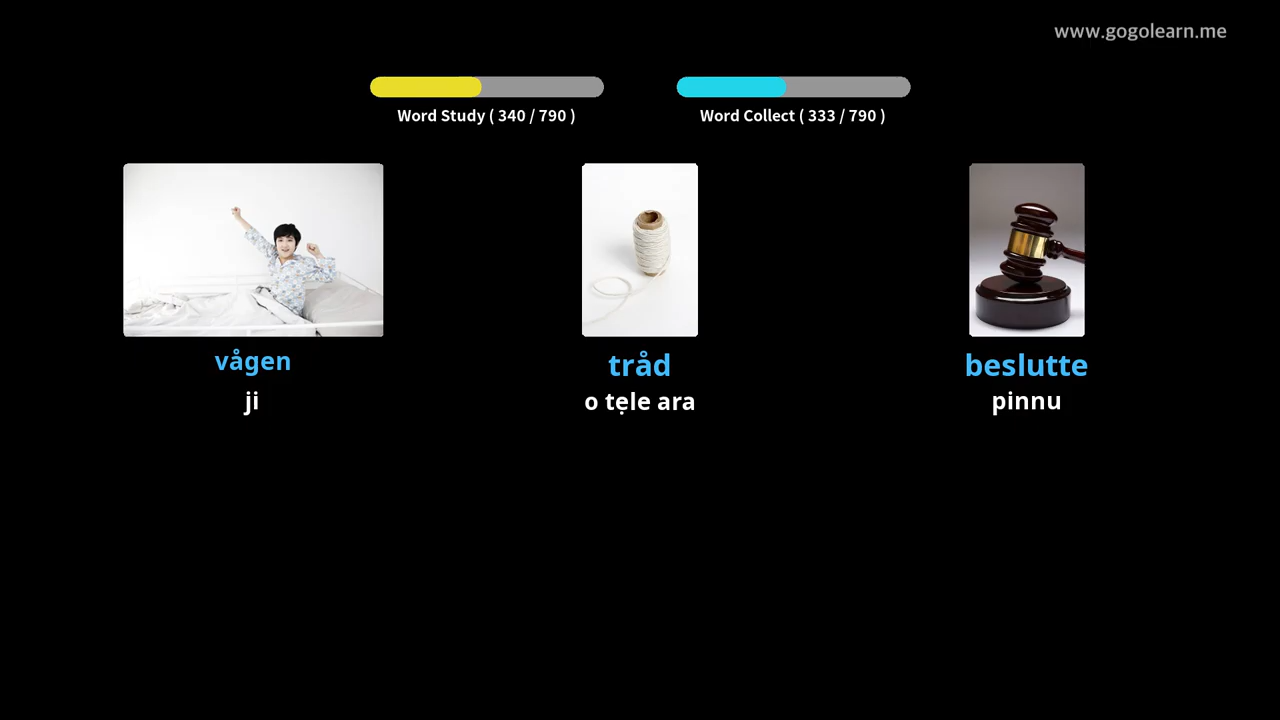 www.gogolearn.me
Word Study ( 340 / 790 )
Word Collect ( 333 / 790 )
vågen
tråd
beslutte
ji
o tẹle ara
pinnu